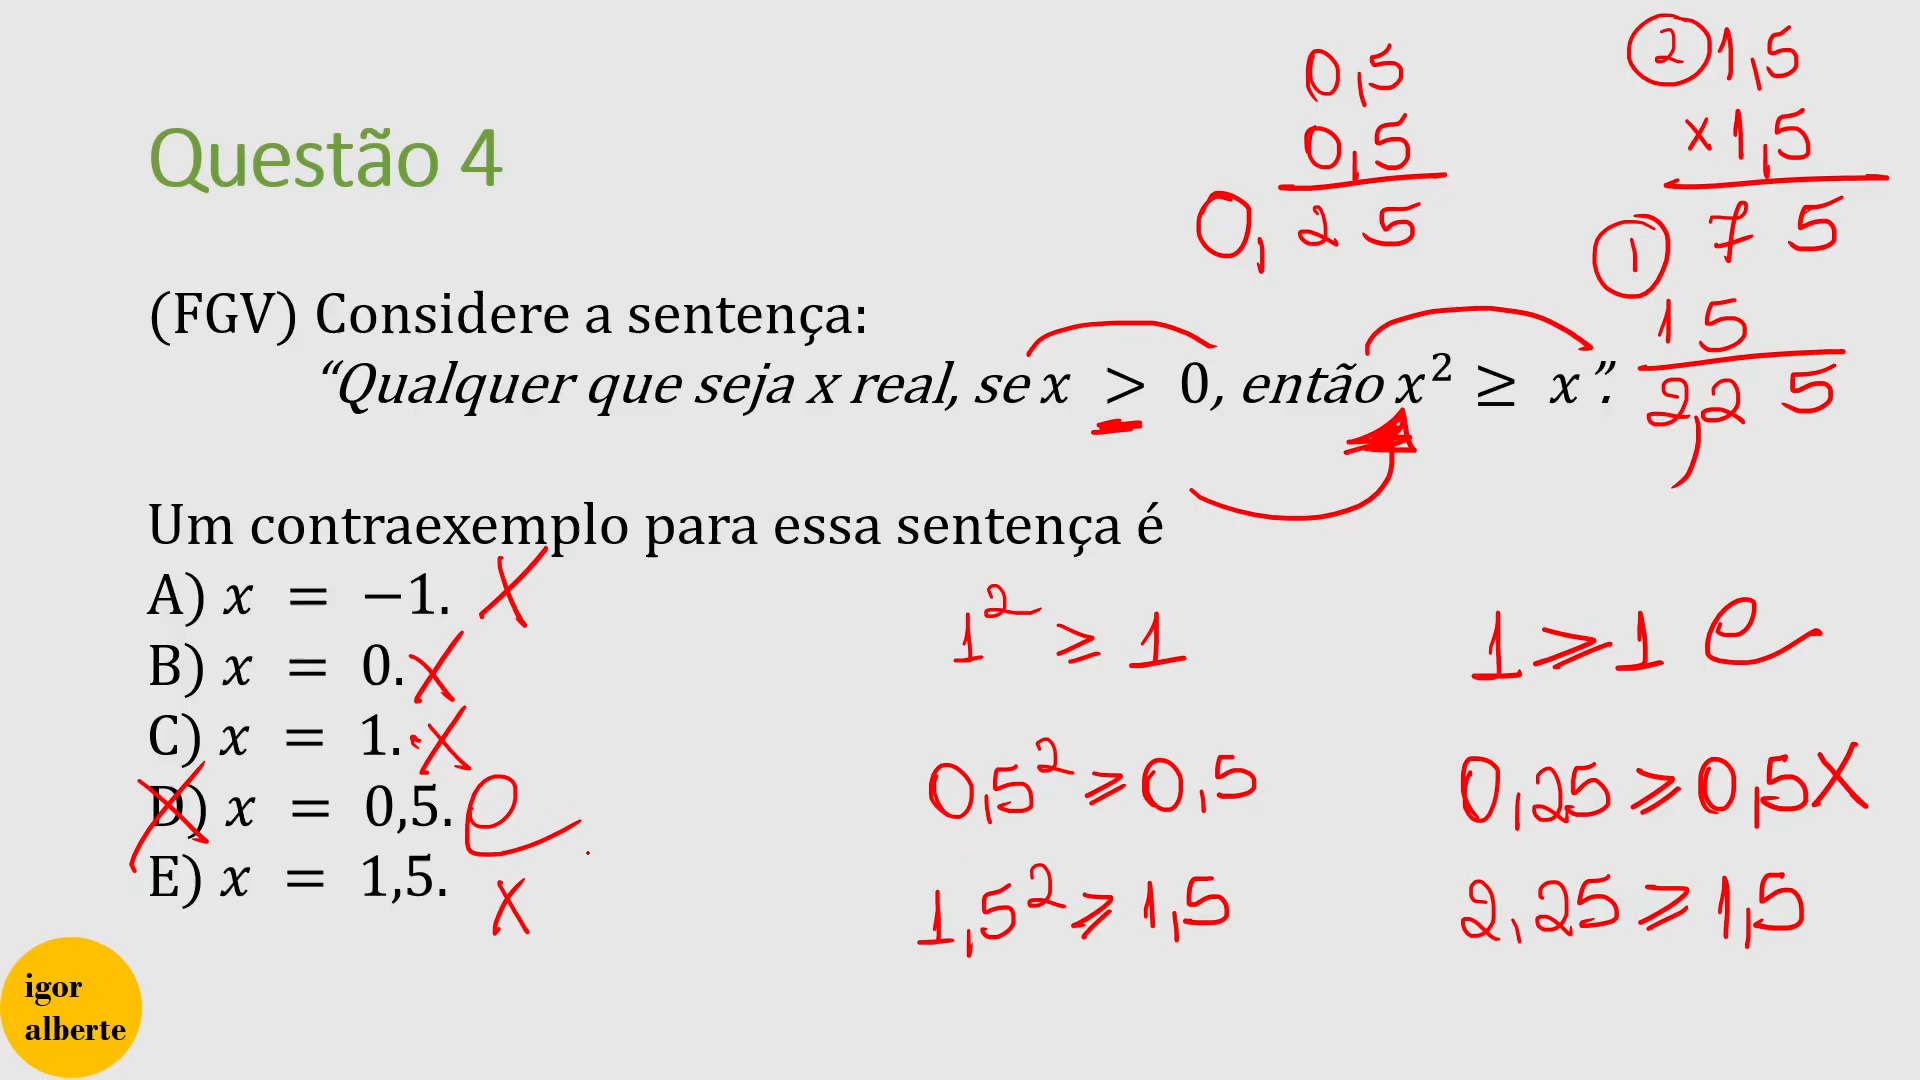 Questão 4
0,5
0,5
0,25
2 1,5
x 1,5
1 75
15
2,25
(FGV) Considere a sentença:
“Qualquer que seja x real, se x > 0, então x² ≥ x”.
Um contraexemplo para essa sentença é
A) x = −1. X
B) x = 0. X
C) x = 1. X
D) x = 0,5.
E) x = 1,5. X
1² ≥ 1 1 ≥ 1
0,5² ≥ 0,5 0,25 ≥ 0,5 X
1,5² ≥ 1,5 2,25 ≥ 1,5
igor
alberte